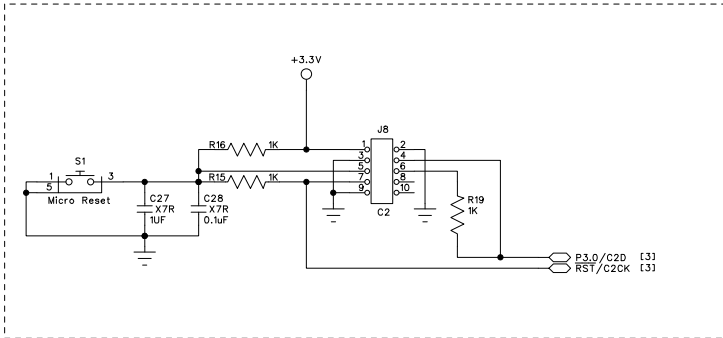 +3.3V
J8
R16 1K
1 2
3 4
5 6
R15 1K
7 8
9 10
C2
S1
1 3
5
Micro Reset
C27
X7R
1UF
C28
X7R
0.1uF
R19
1K
P3.0/C2D [3]
RST/C2CK [3]